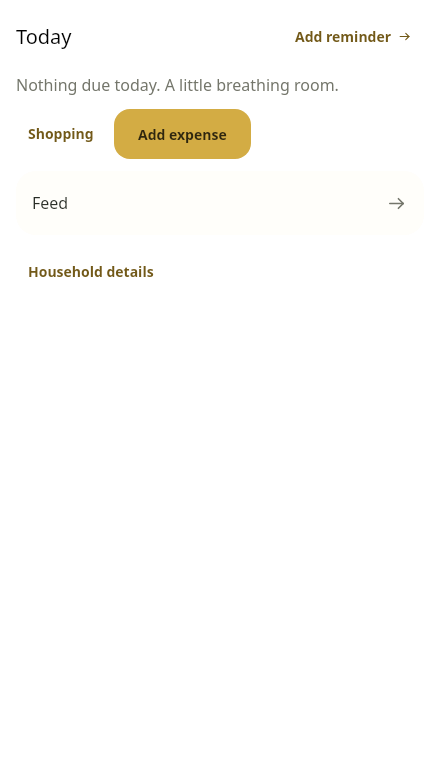 Today
Add reminder →
Nothing due today. A little breathing room.
Shopping
Add expense
Feed →
Household details